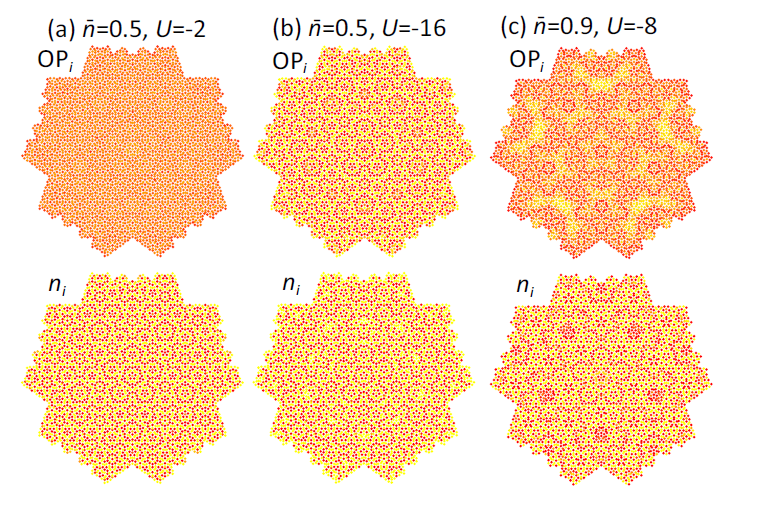 (a) n̄=0.5, U=-2
(b) n̄=0.5, U=-16
(c) n̄=0.9, U=-8
OPᵢ
OPᵢ
OPᵢ
nᵢ
nᵢ
nᵢ